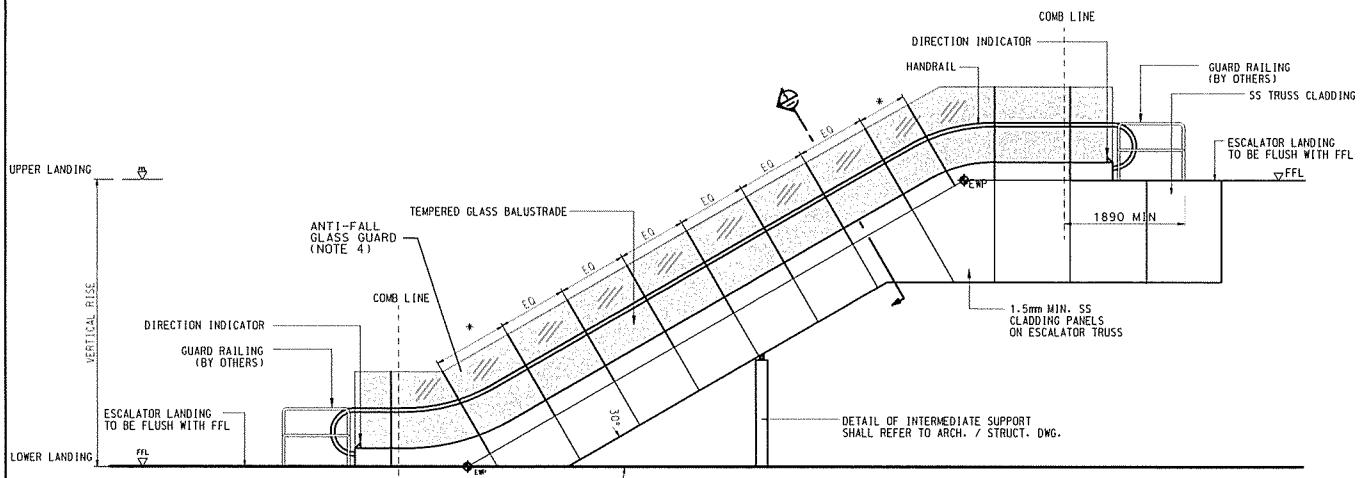 COMB LINE
DIRECTION INDICATOR
HANDRAIL
GUARD RAILING
(BY OTHERS)
SS TRUSS CLADDING
ESCALATOR LANDING
TO BE FLUSH WITH FFL
FFL
UPPER LANDING
EWP
1890 MIN
*
EQ
EQ
EQ
EQ
EQ
EQ
*
TEMPERED GLASS BALUSTRADE
ANTI-FALL
GLASS GUARD
(NOTE 4)
COMB LINE
1.5mm MIN. SS
CLADDING PANELS
ON ESCALATOR TRUSS
DIRECTION INDICATOR
GUARD RAILING
(BY OTHERS)
VERTICAL RISE
ESCALATOR LANDING
TO BE FLUSH WITH FFL
30°
DETAIL OF INTERMEDIATE SUPPORT
SHALL REFER TO ARCH. / STRUCT. DWG.
LOWER LANDING
FFL
EWP